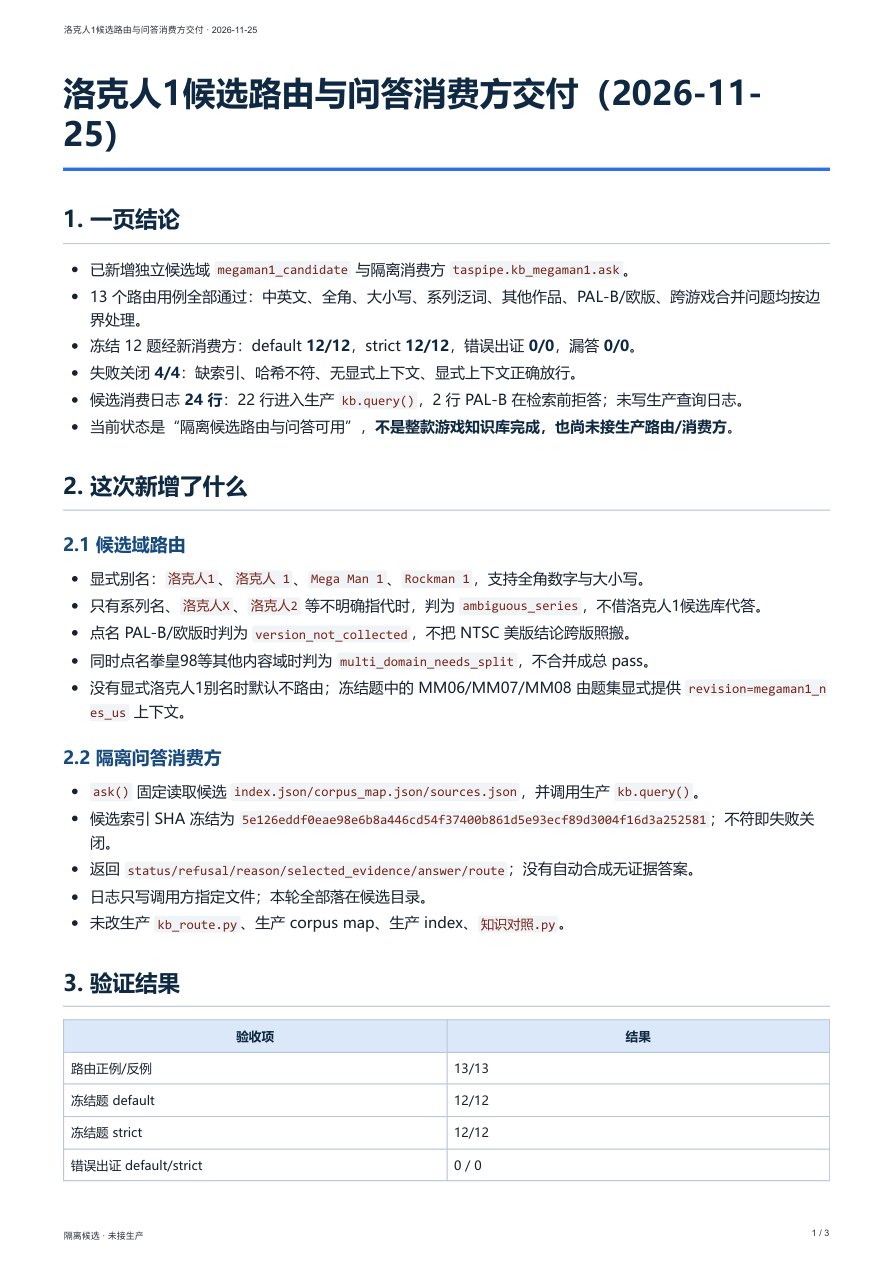 洛克人1候选路由与问答消费方交付 · 2026-11-25
洛克人1候选路由与问答消费方交付（2026-11-
25）
1. 一页结论
• 已新增独立候选域 megaman1_candidate 与隔离消费方 taspipe.kb_megaman1.ask。
• 13 个路由用例全部通过：中英文、全角、大小写、系列泛词、其他作品、PAL-B/欧版、跨游戏合并问题均按边
界处理。
• 冻结 12 题经新消费方：default 12/12，strict 12/12，错误出证 0/0，漏答 0/0。
• 失败关闭 4/4：缺索引、哈希不符、无显式上下文、显式上下文正确放行。
• 候选消费日志 24 行：22 行进入生产 kb.query()，2 行 PAL-B 在检索前拒答；未写生产查询日志。
• 当前状态是“隔离候选路由与问答可用”，不是整款游戏知识库完成，也尚未接生产路由/消费方。
2. 这次新增了什么
2.1 候选域路由
• 显式别名：洛克人1、洛克人 1、Mega Man 1、Rockman 1，支持全角数字与大小写。
• 只有系列名、洛克人X、洛克人2 等不明确指代时，判为 ambiguous_series，不借洛克人1候选库代答。
• 点名 PAL-B/欧版时判为 version_not_collected，不把 NTSC 美版结论跨版照搬。
• 同时点名拳皇98等其他内容域时判为 multi_domain_needs_split，不合并成总 pass。
• 没有显式洛克人1别名时默认不路由；冻结题中的 MM06/MM07/MM08 由题集显式提供 revision=megaman1_n
es_us 上下文。
2.2 隔离问答消费方
• ask() 固定读取候选 index.json/corpus_map.json/sources.json，并调用生产 kb.query()。
• 候选索引 SHA 冻结为 5e126eddf0eae98e6b8a446cd54f37400b861d5e93ecf89d3004f16d3a252581；不符即失败关
闭。
• 返回 status/refusal/reason/selected_evidence/answer/route；没有自动合成无证据答案。
• 日志只写调用方指定文件；本轮全部落在候选目录。
• 未改生产 kb_route.py、生产 corpus map、生产 index、知识对照.py。
3. 验证结果
验收项 结果
路由正例/反例 13/13
冻结题 default 12/12
冻结题 strict 12/12
错误出证 default/strict 0 / 0
隔离候选 · 未接生产 1 / 3